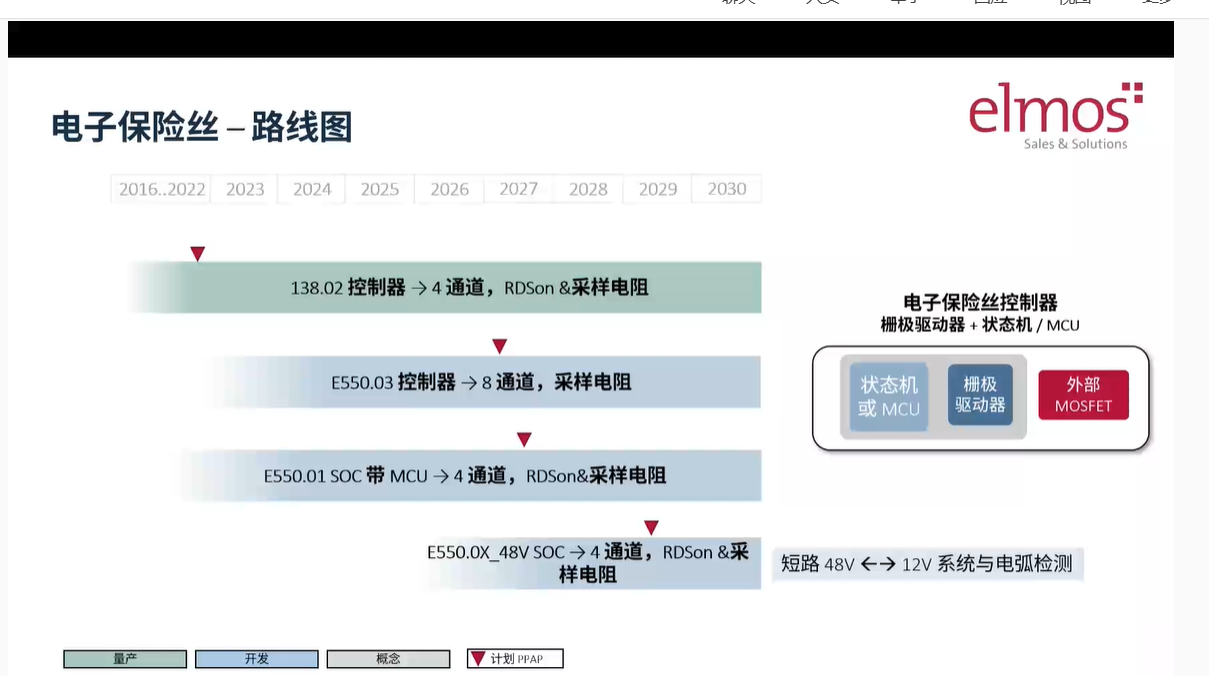 电子保险丝 – 路线图
elmos
Sales & Solutions
2016..2022 2023 2024 2025 2026 2027 2028 2029 2030
138.02 控制器 → 4 通道，RDSon &采样电阻
E550.03 控制器 → 8 通道，采样电阻
E550.01 SOC 带 MCU → 4 通道，RDSon&采样电阻
E550.0X_48V SOC → 4 通道，RDSon &采
样电阻
短路 48V ←→ 12V 系统与电弧检测
电子保险丝控制器
栅极驱动器 + 状态机 / MCU
状态机
或 MCU
栅极
驱动器
外部
MOSFET
量产
开发
概念
计划 PPAP